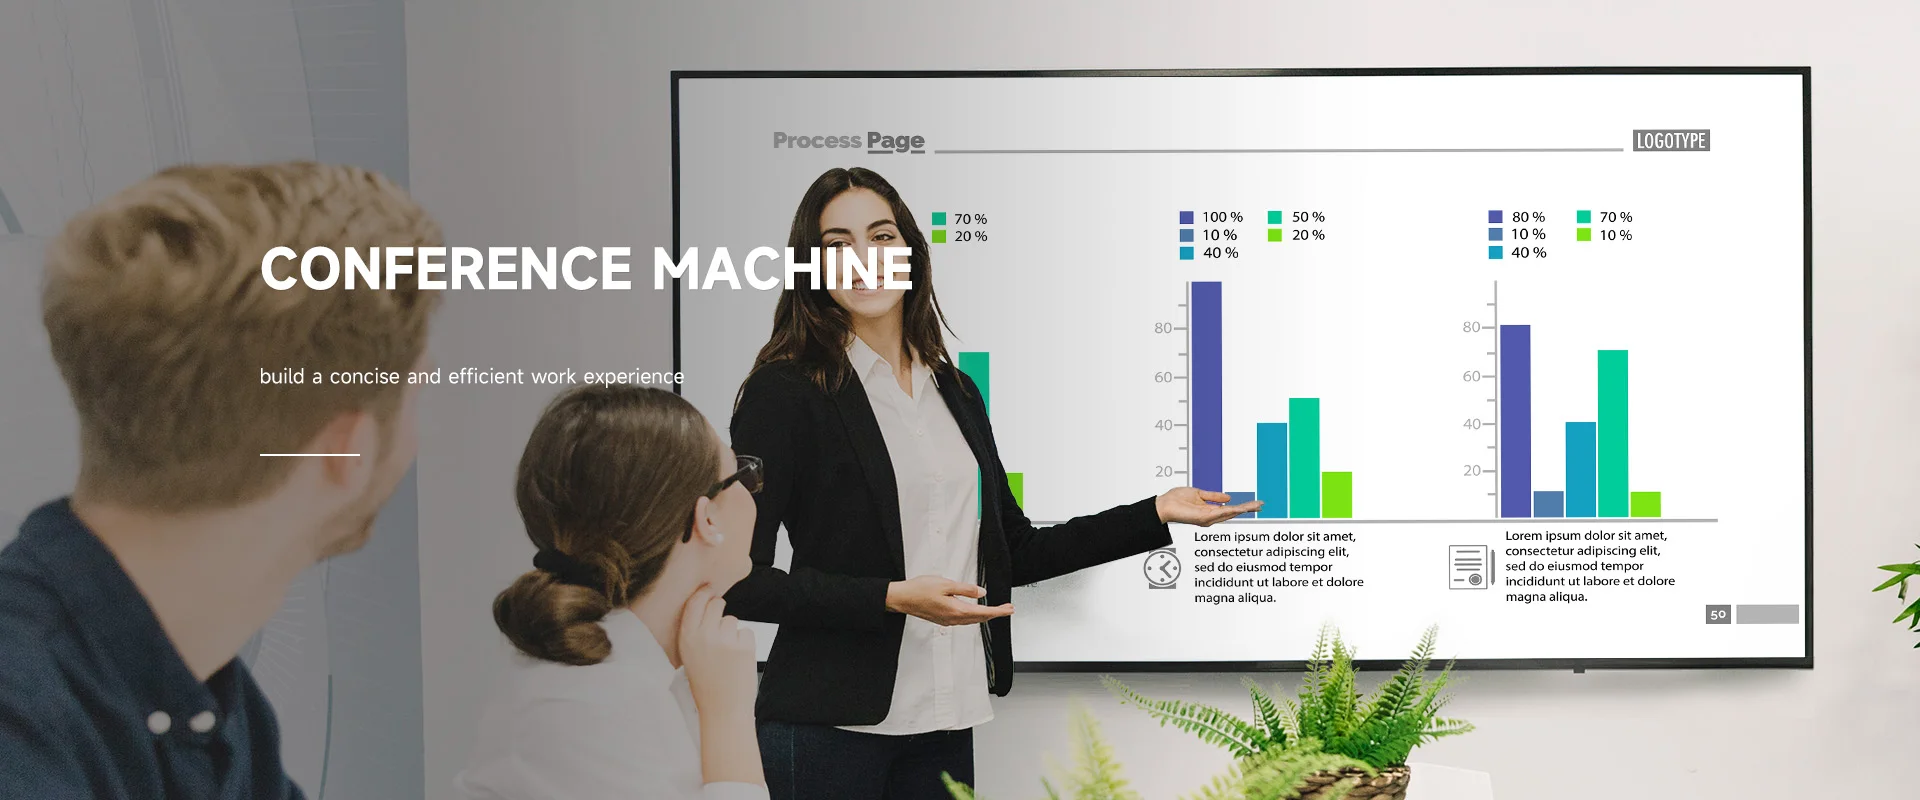 Process Page
LOGOTYPE
70 %
20 %
100 %
50 %
10 %
20 %
40 %
80 %
70 %
10 %
10 %
40 %
CONFERENCE MACHINE
build a concise and efficient work experience
80
60
40
20
80
60
40
20
Lorem ipsum dolor sit amet,
consectetur adipiscing elit,
sed do eiusmod tempor
incididunt ut labore et dolore
magna aliqua.
Lorem ipsum dolor sit amet,
consectetur adipiscing elit,
sed do eiusmod tempor
incididunt ut labore et dolore
magna aliqua.
50